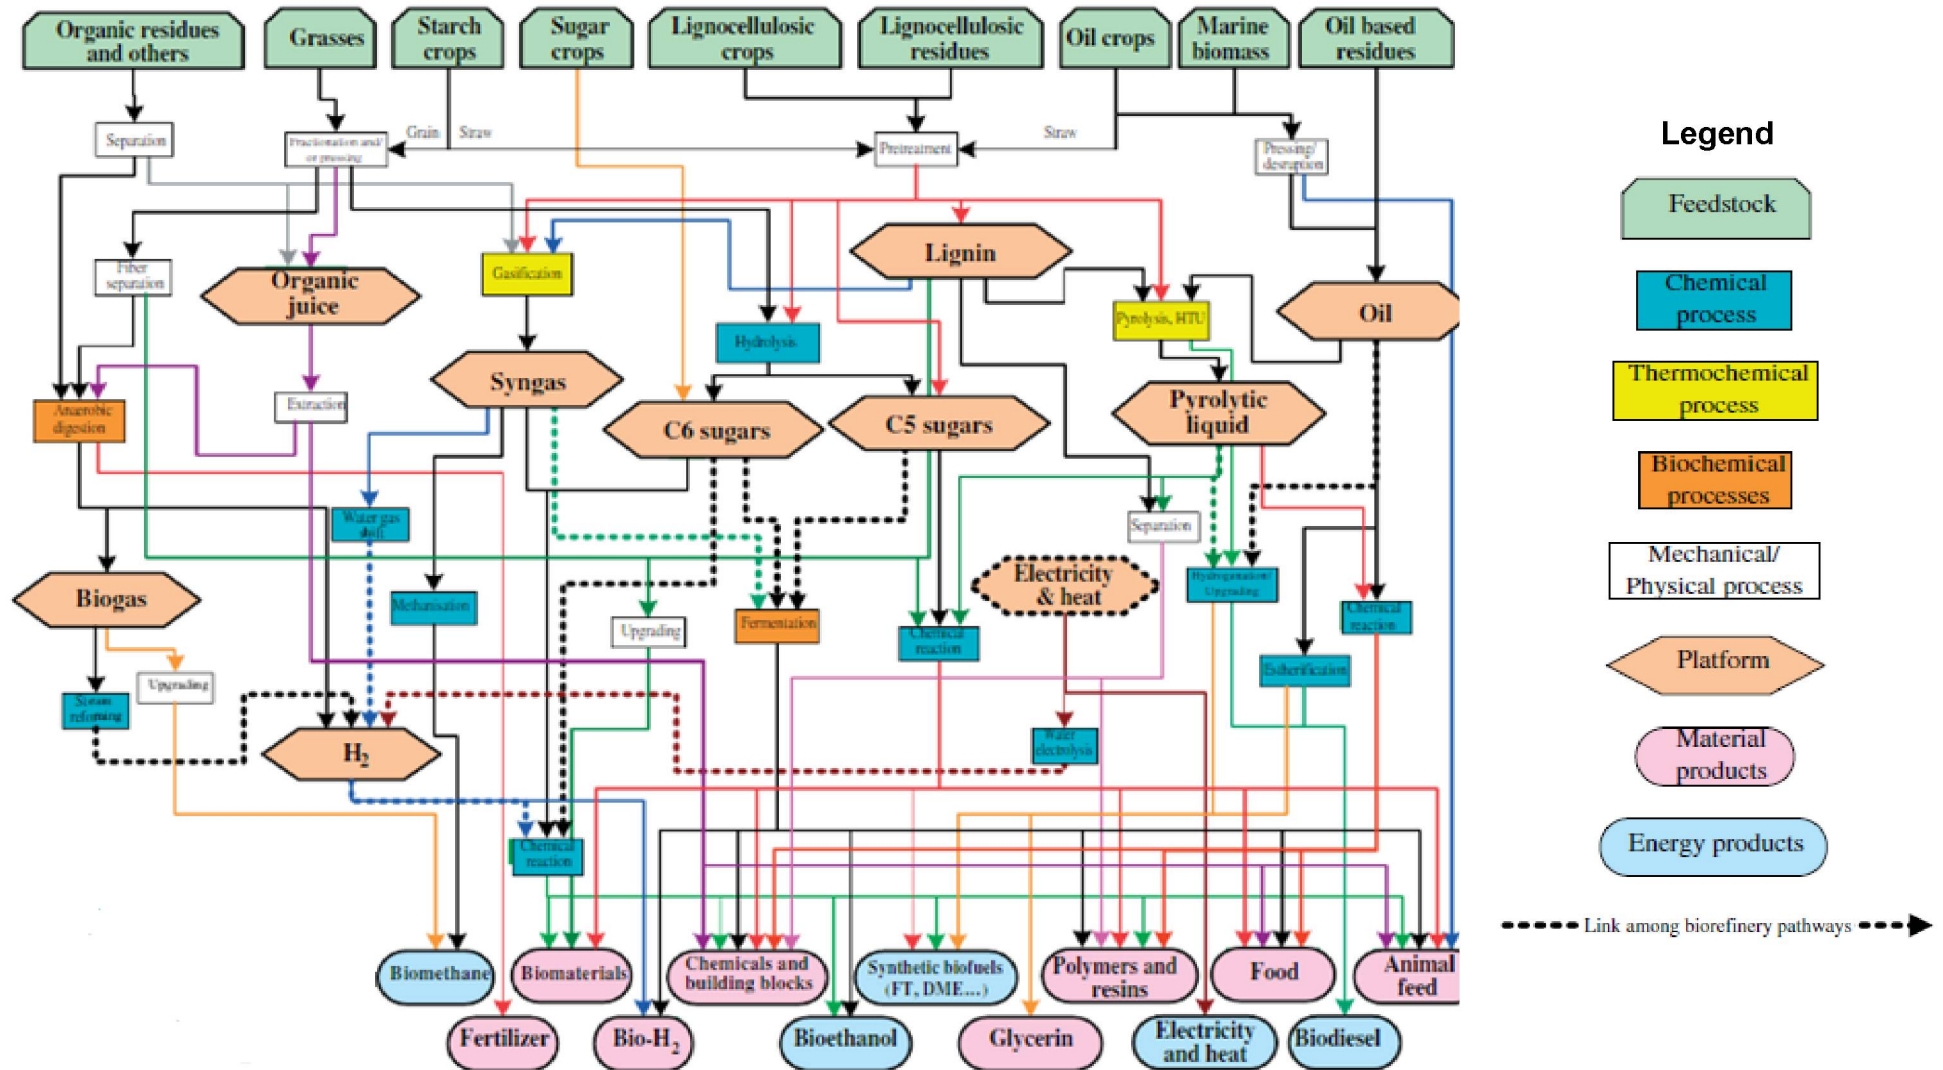 Organic residues
and others
Grasses
Starch
crops
Sugar
crops
Lignocellulosic
crops
Lignocellulosic
residues
Oil crops
Marine
biomass
Oil based
residues
Legend
Feedstock
Chemical
process
Thermochemical
process
Biochemical
processes
Mechanical/
Physical process
Platform
Material
products
Energy products
Link among biorefinery pathways
Separation
Fractionation and/
or pressing
Grain
Straw
Pretreatment
Straw
Pressing/
desruption
Fiber
separation
Organic
juice
Gasification
Lignin
Hydrolysis
Pyrolysis, HTU
Oil
Syngas
C6 sugars
C5 sugars
Pyrolytic
liquid
Anaerobic
digestion
Extraction
Water gas
shift
Separation
Biogas
Methanisation
Upgrading
Fermentation
Chemical
reaction
Electricity
& heat
Hydrogenation/
Upgrading
Chemical
reaction
Estherification
Steam
reforming
Upgrading
H2
Water
electrolysis
Chemical
reaction
Biomethane
Biomaterials
Chemicals and
building blocks
Synthetic biofuels
(FT, DME...)
Polymers and
resins
Food
Animal
feed
Fertilizer
Bio-H2
Bioethanol
Glycerin
Electricity
and heat
Biodiesel